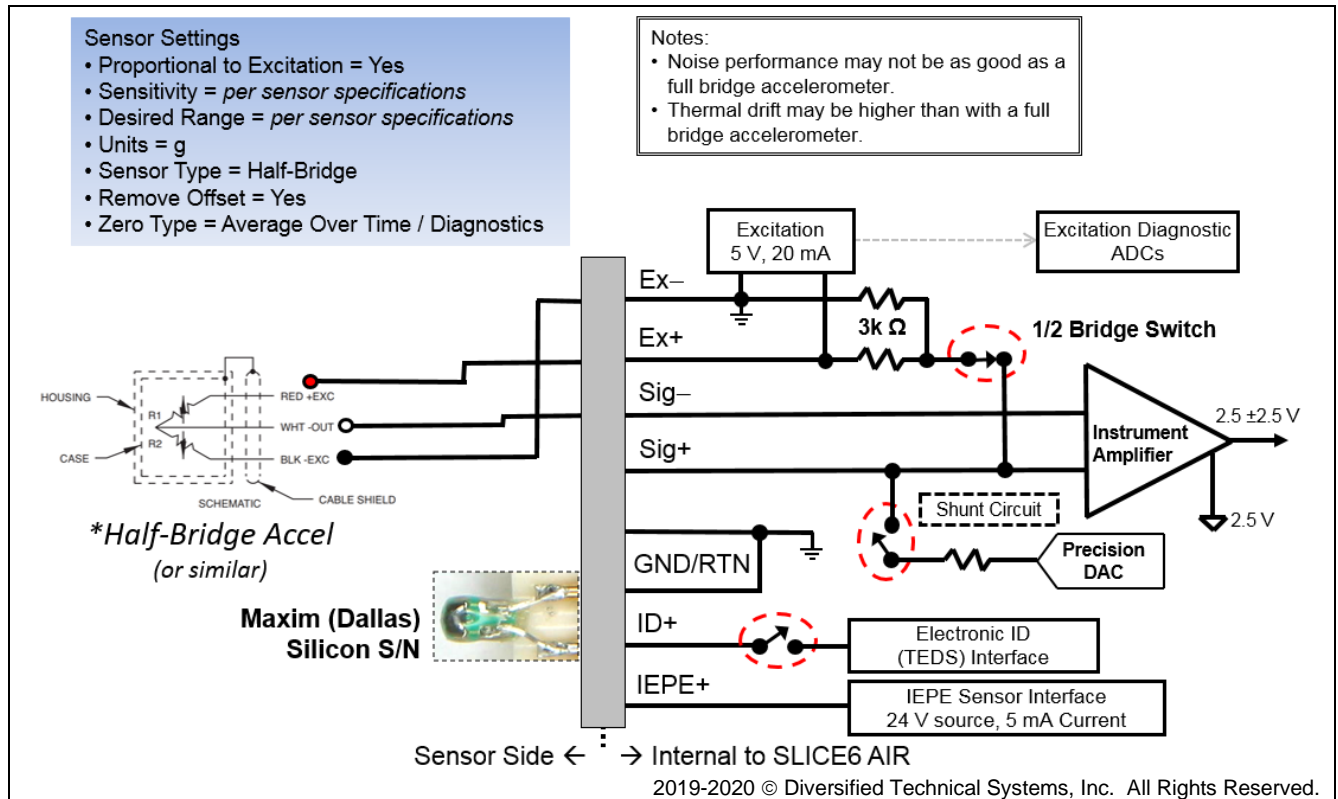 Sensor Settings
• Proportional to Excitation = Yes
• Sensitivity = per sensor specifications
• Desired Range = per sensor specifications
• Units = g
• Sensor Type = Half-Bridge
• Remove Offset = Yes
• Zero Type = Average Over Time / Diagnostics
Notes:
• Noise performance may not be as good as a
full bridge accelerometer.
• Thermal drift may be higher than with a full
bridge accelerometer.
Excitation
5 V, 20 mA
Excitation Diagnostic
ADCs
Ex–
3k Ω
1/2 Bridge Switch
Ex+
Sig–
Sig+
Instrument
Amplifier
2.5 ±2.5 V
2.5 V
HOUSING
CASE
R1
R2
RED +EXC
WHT -OUT
BLK -EXC
SCHEMATIC
CABLE SHIELD
*Half-Bridge Accel
(or similar)
Shunt Circuit
Precision
DAC
GND/RTN
Maxim (Dallas)
Silicon S/N
ID+
Electronic ID
(TEDS) Interface
IEPE+
IEPE Sensor Interface
24 V source, 5 mA Current
Sensor Side ← → Internal to SLICE6 AIR
2019-2020 © Diversified Technical Systems, Inc. All Rights Reserved.